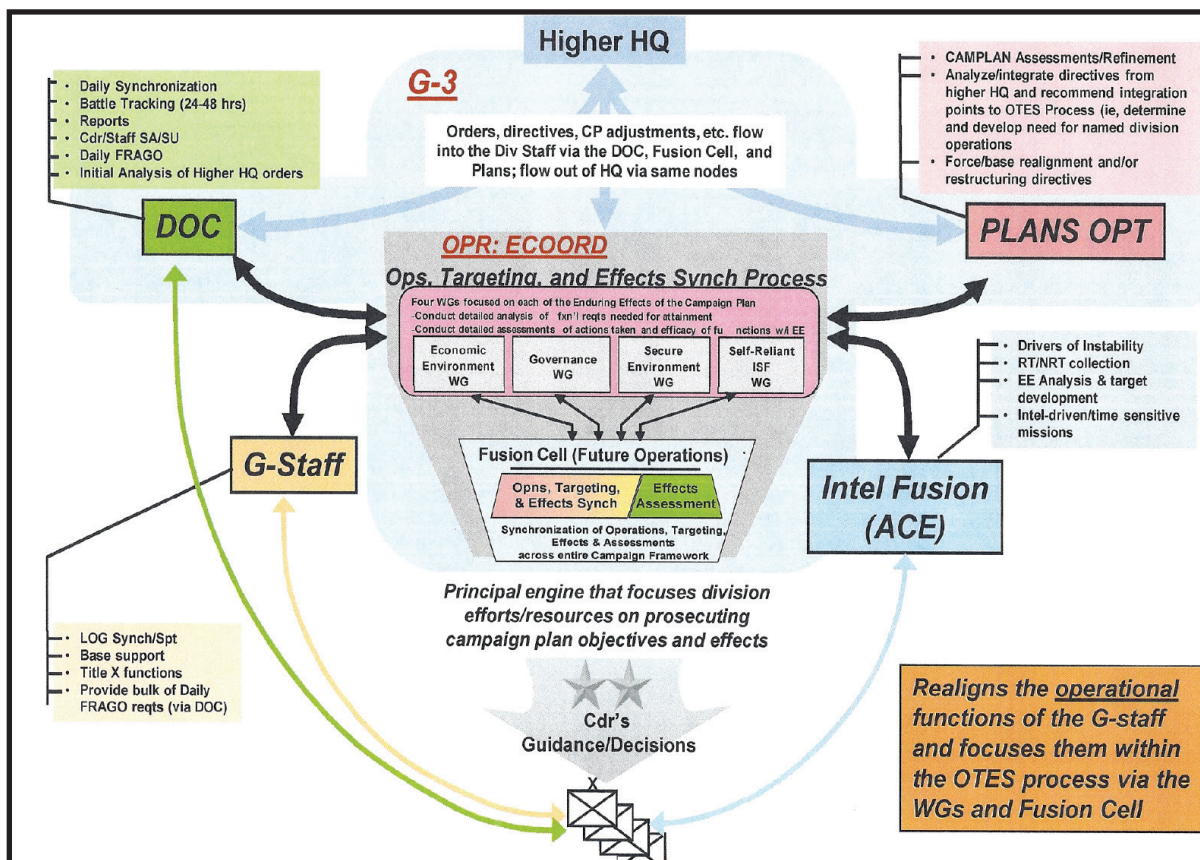 Higher HQ
G-3
Orders, directives, CP adjustments, etc. flow
into the Div Staff via the DOC, Fusion Cell, and
Plans; flow out of HQ via same nodes
• Daily Synchronization
• Battle Tracking (24-48 hrs)
• Reports
• Cdr/Staff SA/SU
• Daily FRAGO
• Initial Analysis of Higher HQ orders
DOC
• CAMPLAN Assessments/Refinement
• Analyze/integrate directives from
higher HQ and recommend integration
points to OTES Process (ie, determine
and develop need for named division
operations
• Force/base realignment and/or
restructuring directives
PLANS OPT
OPR: ECOORD
Ops, Targeting, and Effects Synch Process
Four WGs focused on each of the Enduring Effects of the Campaign Plan
-Conduct detailed analysis of fxn'l reqts needed for attainment
-Conduct detailed assessments of actions taken and efficacy of fu nctions w/i EE
Economic
Environment
WG
Governance
WG
Secure
Environment
WG
Self-Reliant
ISF
WG
Fusion Cell (Future Operations)
Opns, Targeting,
& Effects Synch
Effects
Assessment
Synchronization of Operations, Targeting,
Effects & Assessments
across entire Campaign Framework
• Drivers of Instability
• RT/NRT collection
• EE Analysis & target
development
• Intel-driven/time sensitive
missions
G-Staff
Intel Fusion
(ACE)
Principal engine that focuses division
efforts/resources on prosecuting
campaign plan objectives and effects
• LOG Synch/Spt
• Base support
• Title X functions
• Provide bulk of Daily
FRAGO reqts (via DOC)
Cdr's
Guidance/Decisions
X
Realigns the operational
functions of the G-staff
and focuses them within
the OTES process via the
WGs and Fusion Cell